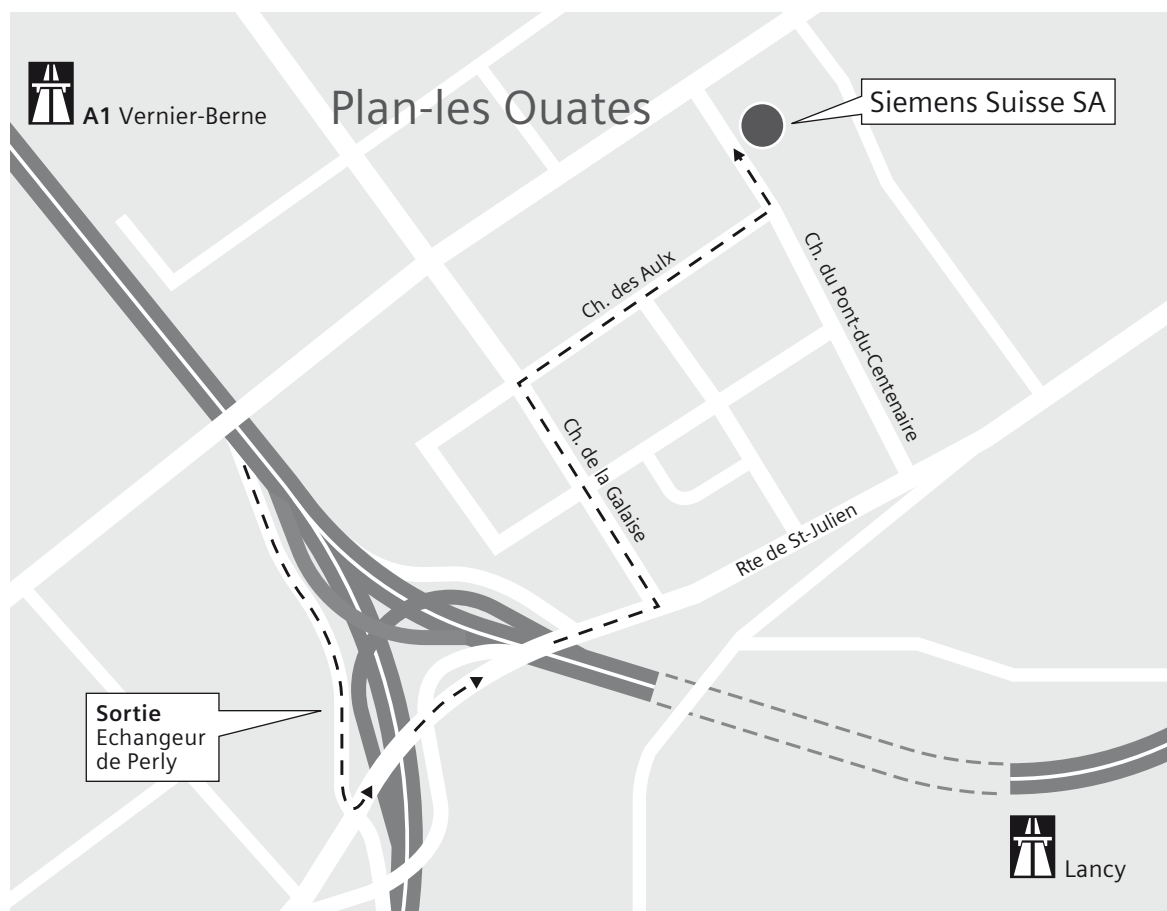 A1 Vernier-Berne
Plan-les Ouates
Siemens Suisse SA
Ch. des Aulx
Ch. du Pont-du-Centenaire
Ch. de la Galaise
Rte de St-Julien
Sortie
Echangeur
de Perly
Lancy